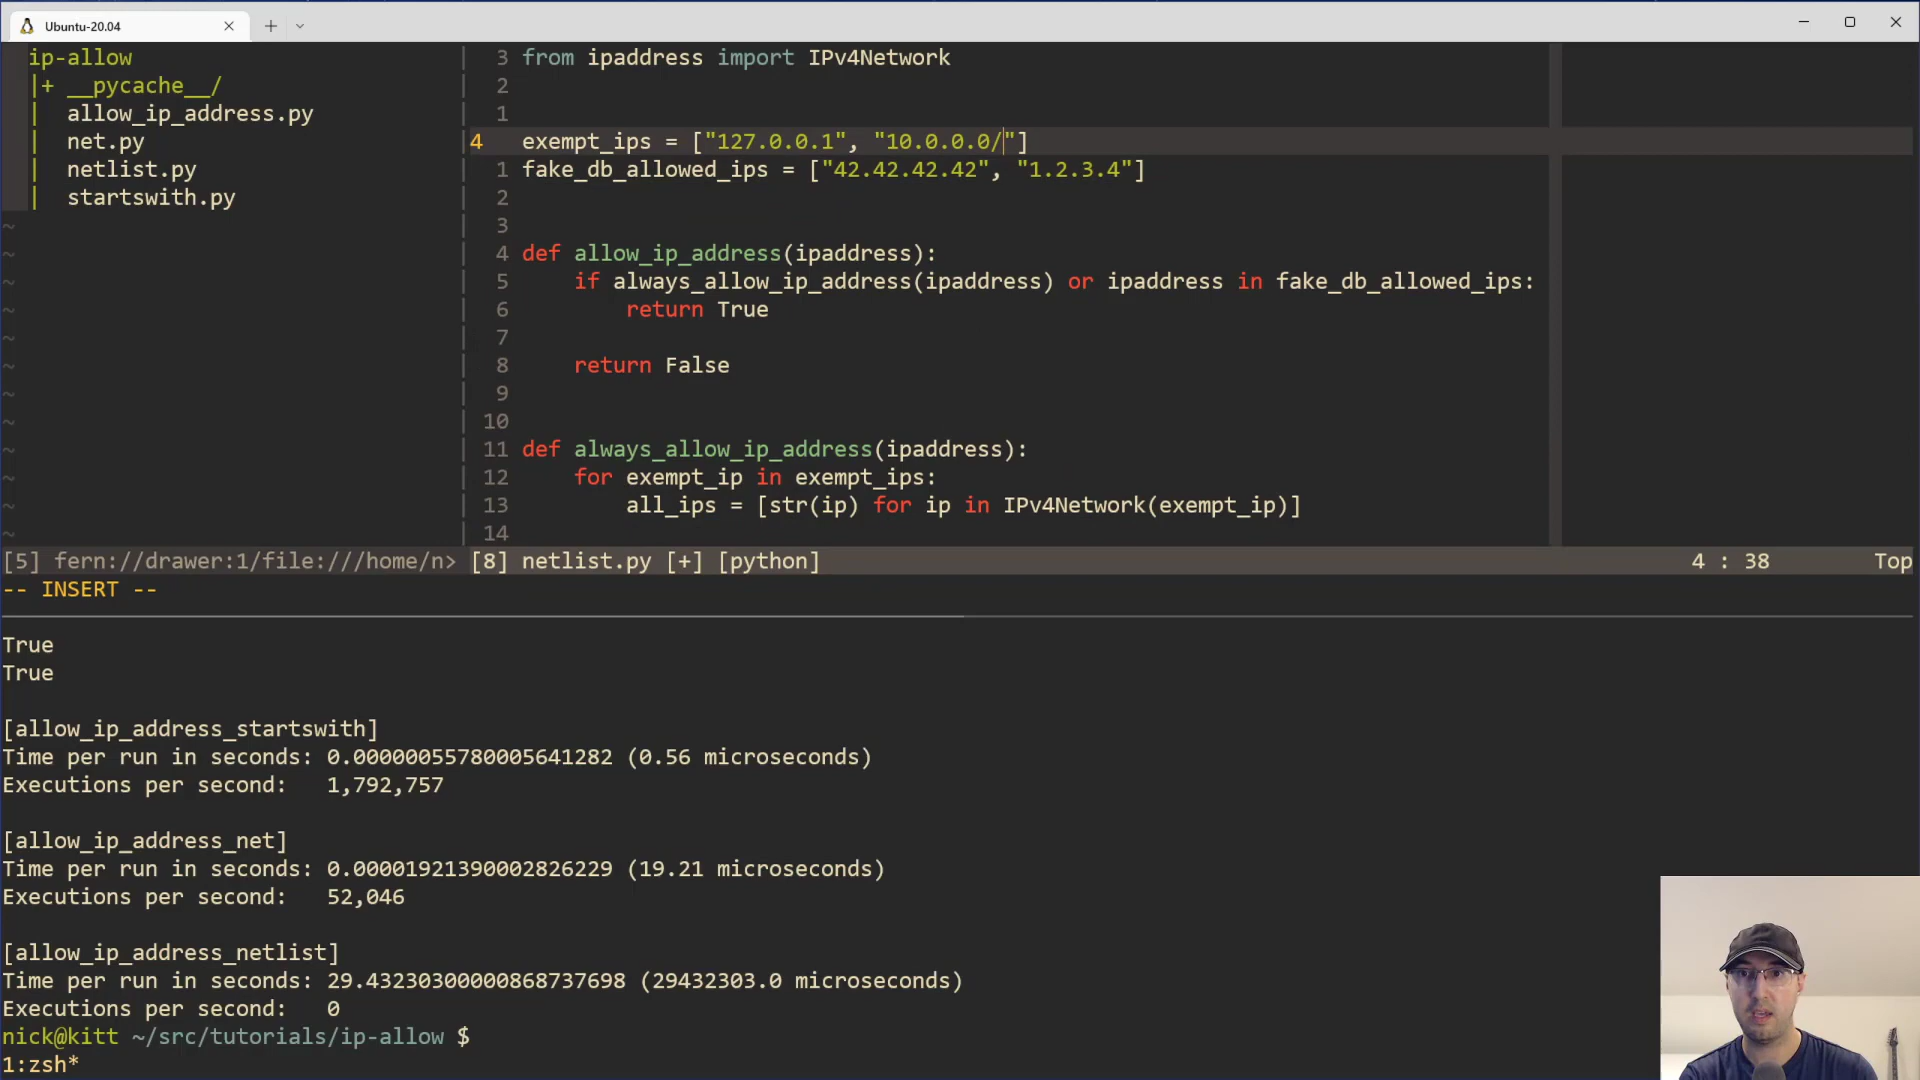 Ubuntu-20.04
ip-allow
|+ __pycache__/
| allow_ip_address.py
| net.py
| netlist.py
| startswith.py
~
~
~
~
~
~
~
~
~
~
~
~
3 from ipaddress import IPv4Network
2
1
4 exempt_ips = ["127.0.0.1", "10.0.0.0/"]
1 fake_db_allowed_ips = ["42.42.42.42", "1.2.3.4"]
2
3
4 def allow_ip_address(ipaddress):
5 if always_allow_ip_address(ipaddress) or ipaddress in fake_db_allowed_ips:
6 return True
7
8 return False
9
10
11 def always_allow_ip_address(ipaddress):
12 for exempt_ip in exempt_ips:
13 all_ips = [str(ip) for ip in IPv4Network(exempt_ip)]
14
[5] fern://drawer:1/file:///home/n> [8] netlist.py [+] [python] 4 : 38 Top
-- INSERT --
True
True
[allow_ip_address_startswith]
Time per run in seconds: 0.00000055780005641282 (0.56 microseconds)
Executions per second: 1,792,757
[allow_ip_address_net]
Time per run in seconds: 0.00001921390002826229 (19.21 microseconds)
Executions per second: 52,046
[allow_ip_address_netlist]
Time per run in seconds: 29.43230300000868737698 (29432303.0 microseconds)
Executions per second: 0
nick@kitt ~/src/tutorials/ip-allow $
1:zsh*